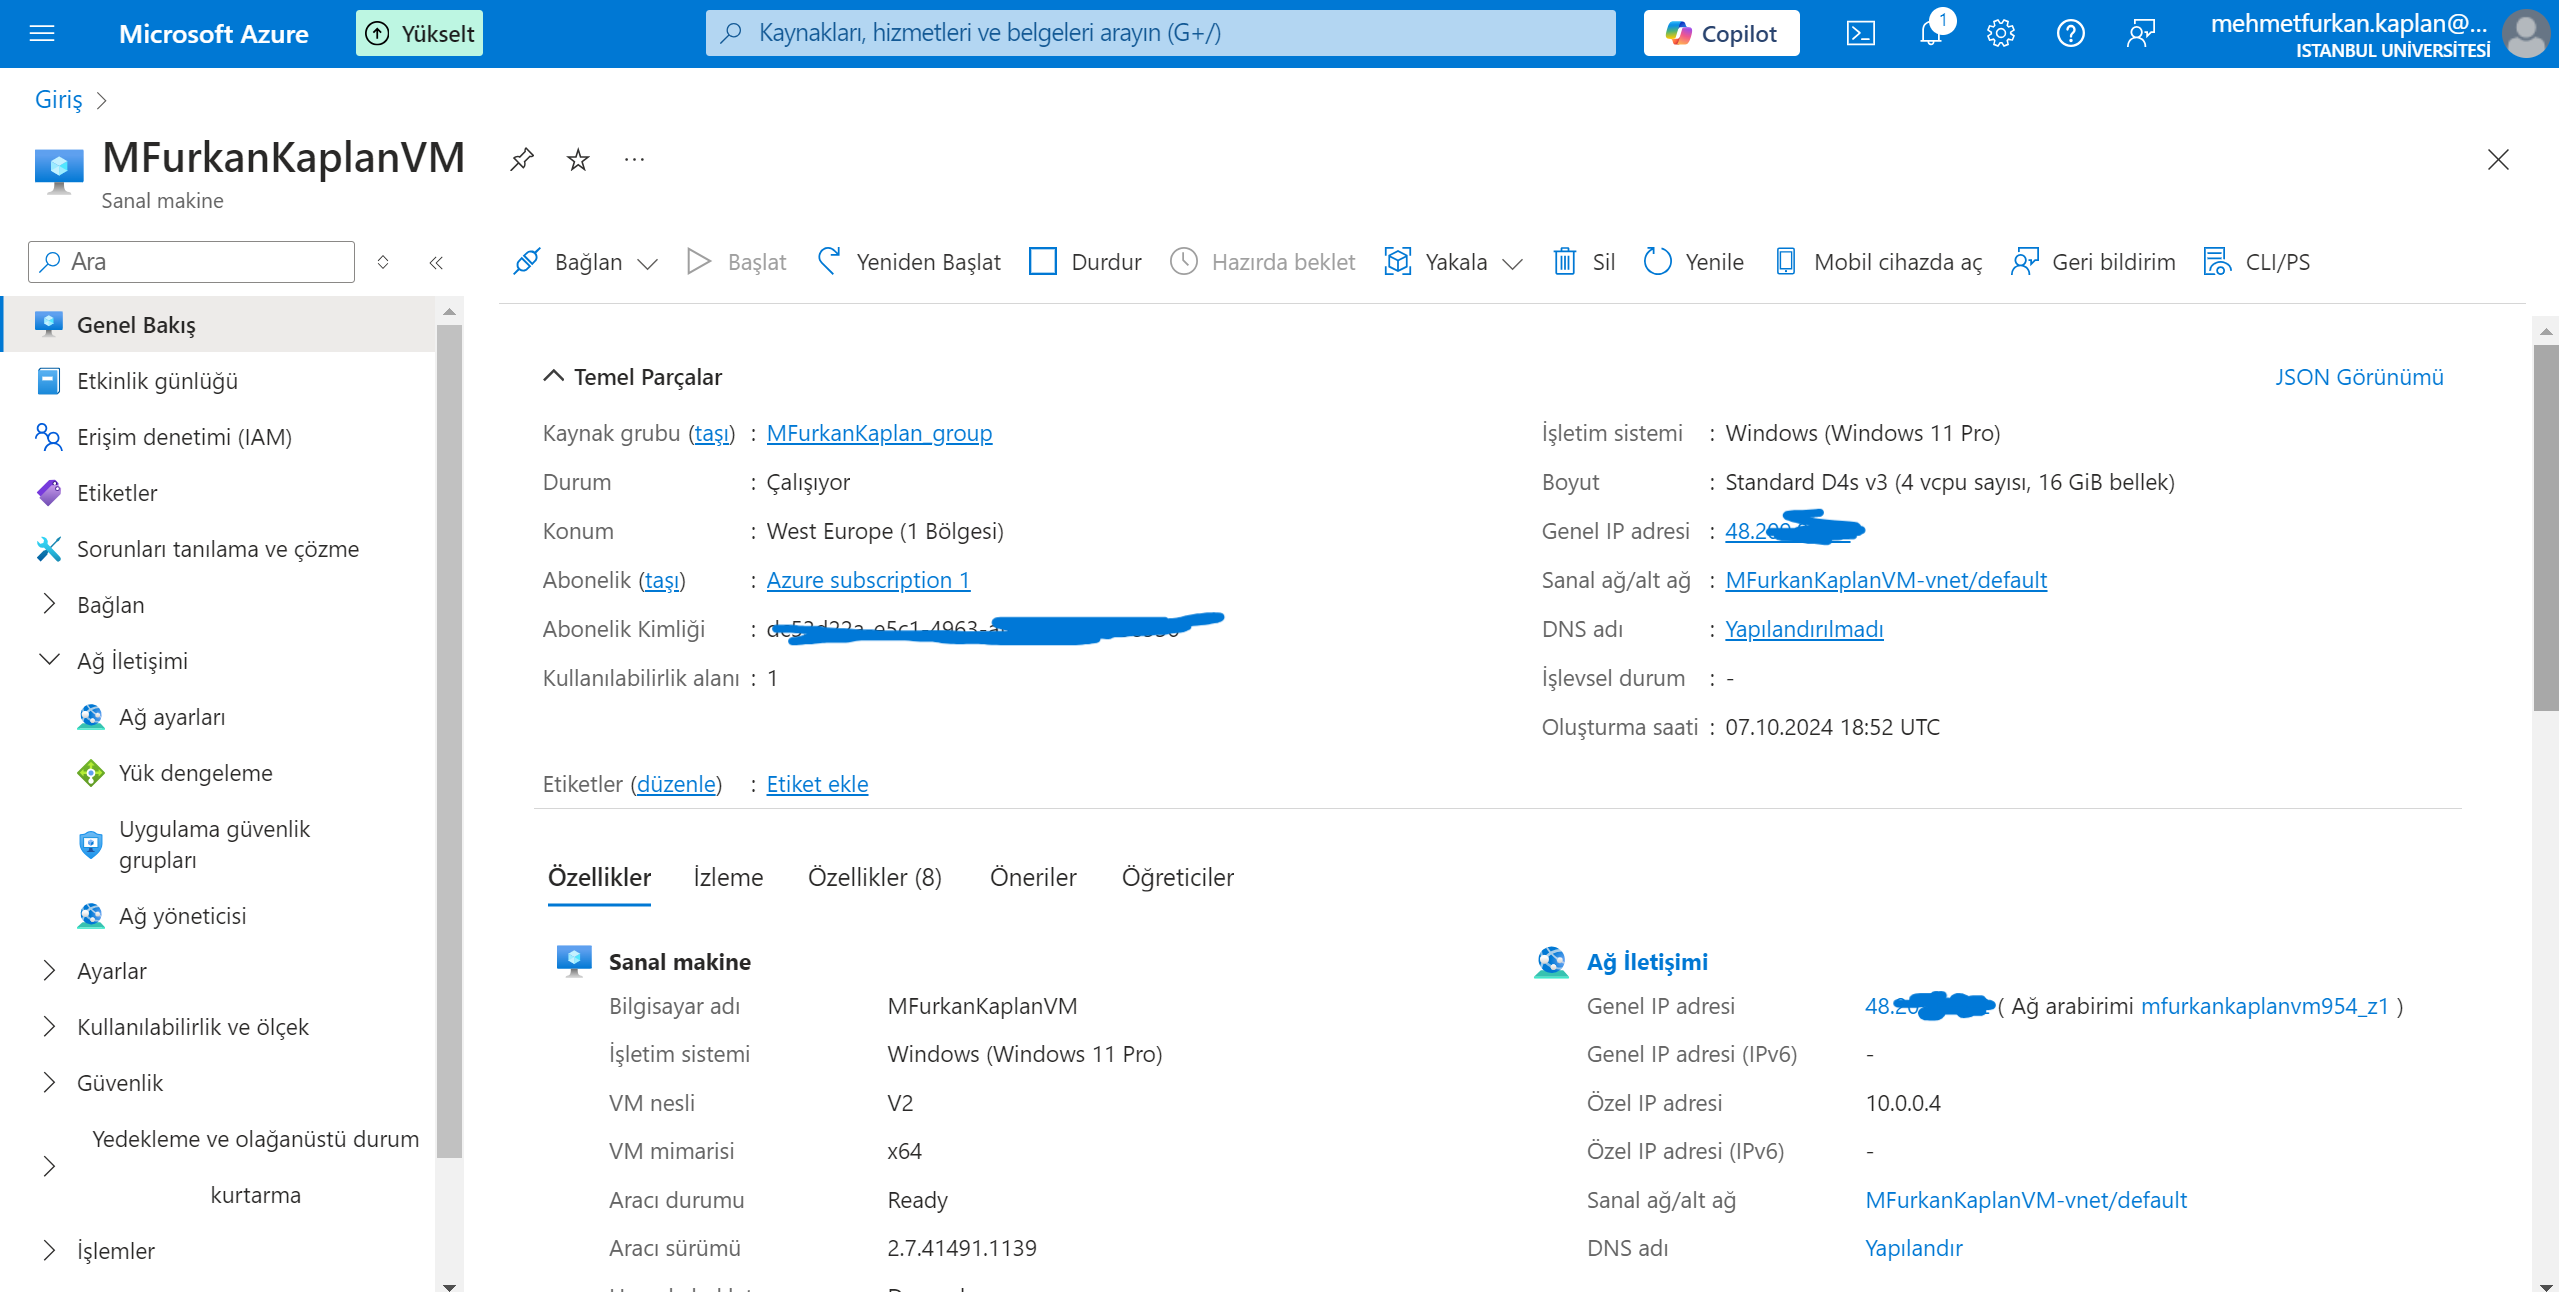 Microsoft Azure
Yükselt
Kaynakları, hizmetleri ve belgeleri arayın (G+/)
Copilot
1
mehmetfurkan.kaplan@...
ISTANBUL UNİVERSİTESİ
Giriş
MFurkanKaplanVM
Sanal makine
Ara
Bağlan
Başlat
Yeniden Başlat
Durdur
Hazırda beklet
Yakala
Sil
Yenile
Mobil cihazda aç
Geri bildirim
CLI/PS
Genel Bakış
Etkinlik günlüğü
Erişim denetimi (IAM)
Etiketler
Sorunları tanılama ve çözme
Bağlan
Ağ İletişimi
Ağ ayarları
Yük dengeleme
Uygulama güvenlik
grupları
Ağ yöneticisi
Ayarlar
Kullanılabilirlik ve ölçek
Güvenlik
Yedekleme ve olağanüstü durum
kurtarma
İşlemler
Temel Parçalar
JSON Görünümü
Kaynak grubu (taşı) : MFurkanKaplan_group
Durum : Çalışıyor
Konum : West Europe (1 Bölgesi)
Abonelik (taşı) : Azure subscription 1
Abonelik Kimliği :
Kullanılabilirlik alanı : 1
İşletim sistemi : Windows (Windows 11 Pro)
Boyut : Standard D4s v3 (4 vcpu sayısı, 16 GiB bellek)
Genel IP adresi : 48.
Sanal ağ/alt ağ : MFurkanKaplanVM-vnet/default
DNS adı : Yapılandırılmadı
İşlevsel durum : -
Oluşturma saati : 07.10.2024 18:52 UTC
Etiketler (düzenle) : Etiket ekle
Özellikler
İzleme
Özellikler (8)
Öneriler
Öğreticiler
Sanal makine
Bilgisayar adı MFurkanKaplanVM
İşletim sistemi Windows (Windows 11 Pro)
VM nesli V2
VM mimarisi x64
Aracı durumu Ready
Aracı sürümü 2.7.41491.1139
Ağ İletişimi
Genel IP adresi 48. ( Ağ arabirimi mfurkankaplanvm954_z1 )
Genel IP adresi (IPv6) -
Özel IP adresi 10.0.0.4
Özel IP adresi (IPv6) -
Sanal ağ/alt ağ MFurkanKaplanVM-vnet/default
DNS adı Yapılandır